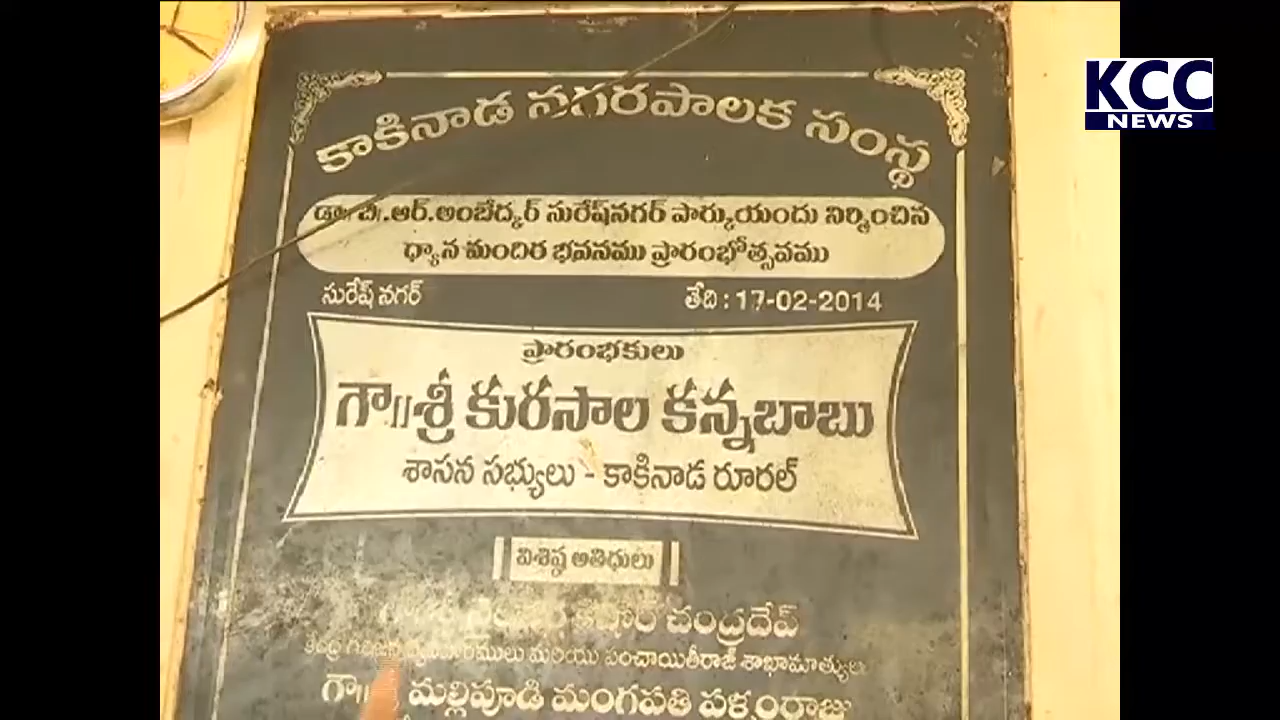 KCC
NEWS
కాకినాడ నగరపాలక సంస్థ
డా॥ బి.ఆర్.అంబేద్కర్ సురేష్‌నగర్ పార్కుయందు నిర్మించిన
ధ్యాన మందిర భవనము ప్రారంభోత్సవము
సురేష్ నగర్ తేది : 17-02-2014
ప్రారంభకులు
గౌ॥శ్రీ కురసాల కన్నబాబు
శాసన సభ్యులు - కాకినాడ రూరల్
విశిష్ట అతిధులు
చంద్రదేవ్
మరియు పంచాయితీరాజ్ శాఖామాత్యులు
గౌ॥ మల్లిపూడి మంగపతి పళ్ళంరాజు